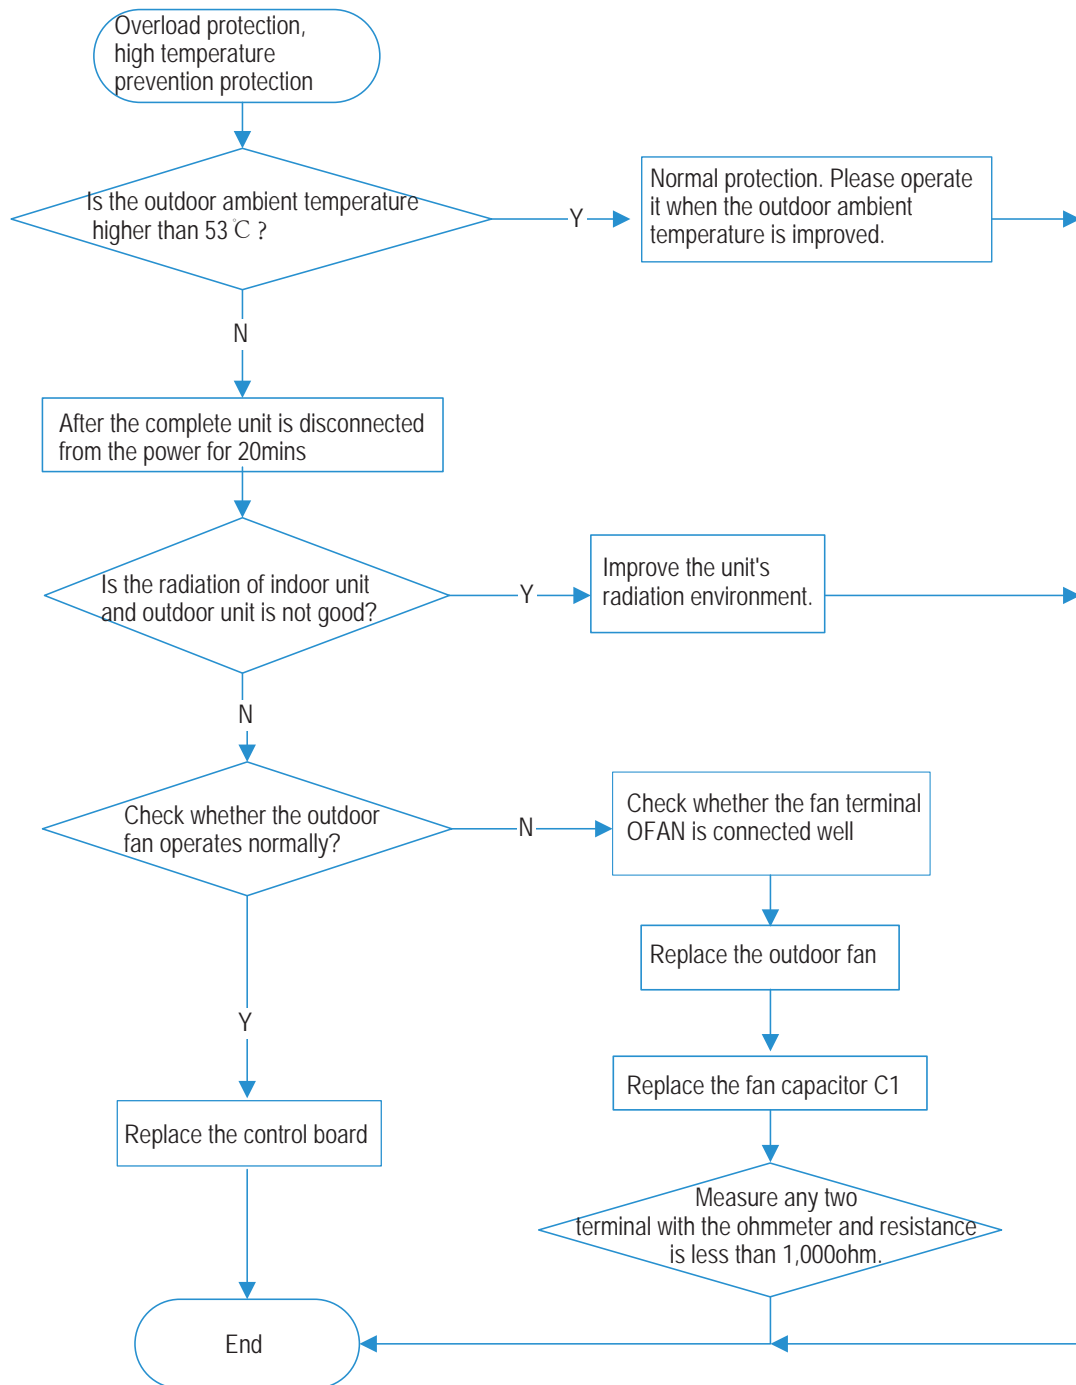 Overload protection,
high temperature
prevention protection
Is the outdoor ambient temperature
higher than 53℃ ?
Y
Normal protection. Please operate
it when the outdoor ambient
temperature is improved.
N
After the complete unit is disconnected
from the power for 20mins
Is the radiation of indoor unit
and outdoor unit is not good?
Y
Improve the unit's
radiation environment.
N
Check whether the outdoor
fan operates normally?
N
Check whether the fan terminal
OFAN is connected well
Replace the outdoor fan
Y
Replace the fan capacitor C1
Replace the control board
Measure any two
terminal with the ohmmeter and resistance
is less than 1,000ohm.
End